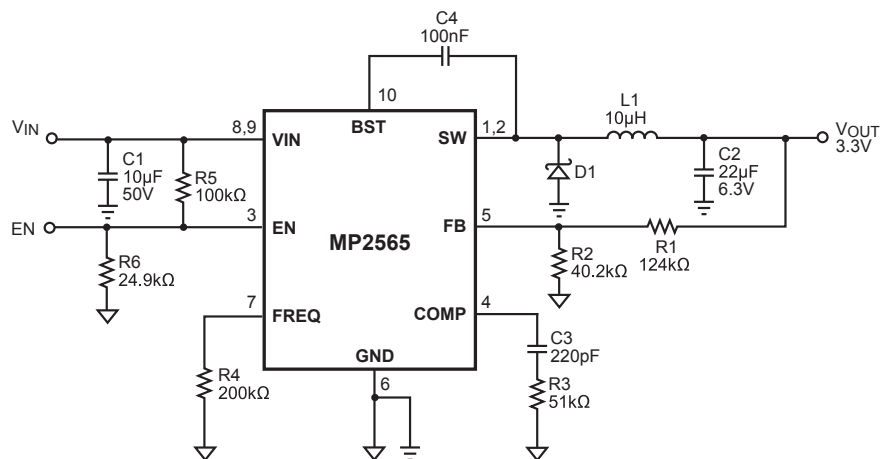 C4
100nF
10
BST
VIN
8,9
VIN
SW
1,2
L1
10µH
VOUT
3.3V
C1
10µF
50V
R5
100kΩ
D1
C2
22µF
6.3V
EN
3
EN
FB
5
MP2565
R1
124kΩ
R2
40.2kΩ
R6
24.9kΩ
7
FREQ
COMP
4
C3
220pF
GND
6
R4
200kΩ
R3
51kΩ